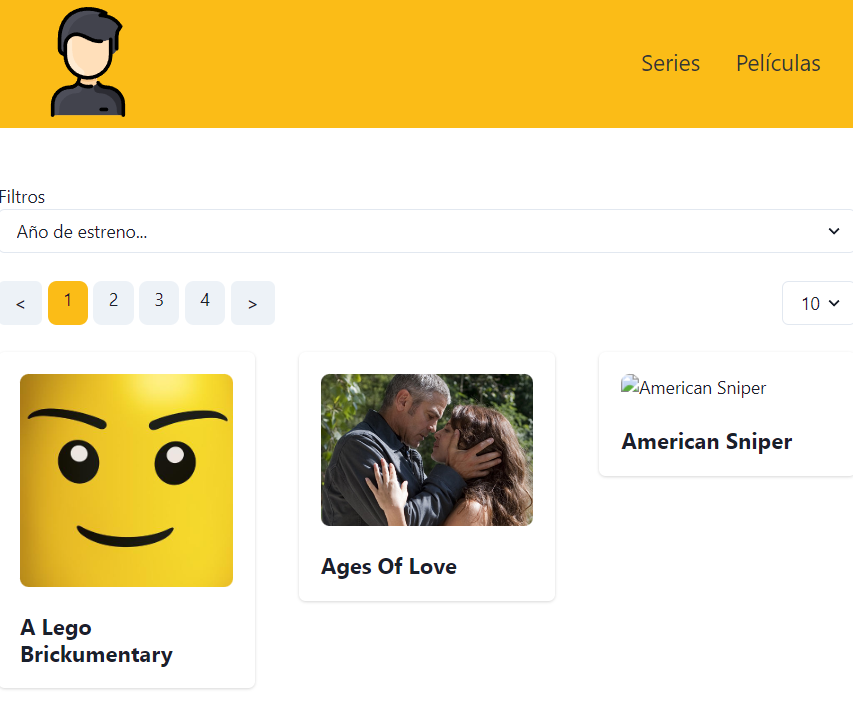 Series Películas
Filtros
Año de estreno...
< 1 2 3 4 > 10
American Sniper
American Sniper
Ages Of Love
A Lego
Brickumentary